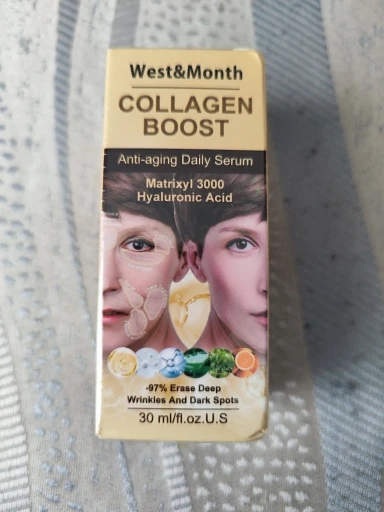 West&Month
COLLAGEN
BOOST
Anti-aging Daily Serum
Matrixyl 3000
Hyaluronic Acid
-97% Erase Deep
Wrinkles And Dark Spots
30 ml/fl.oz.U.S